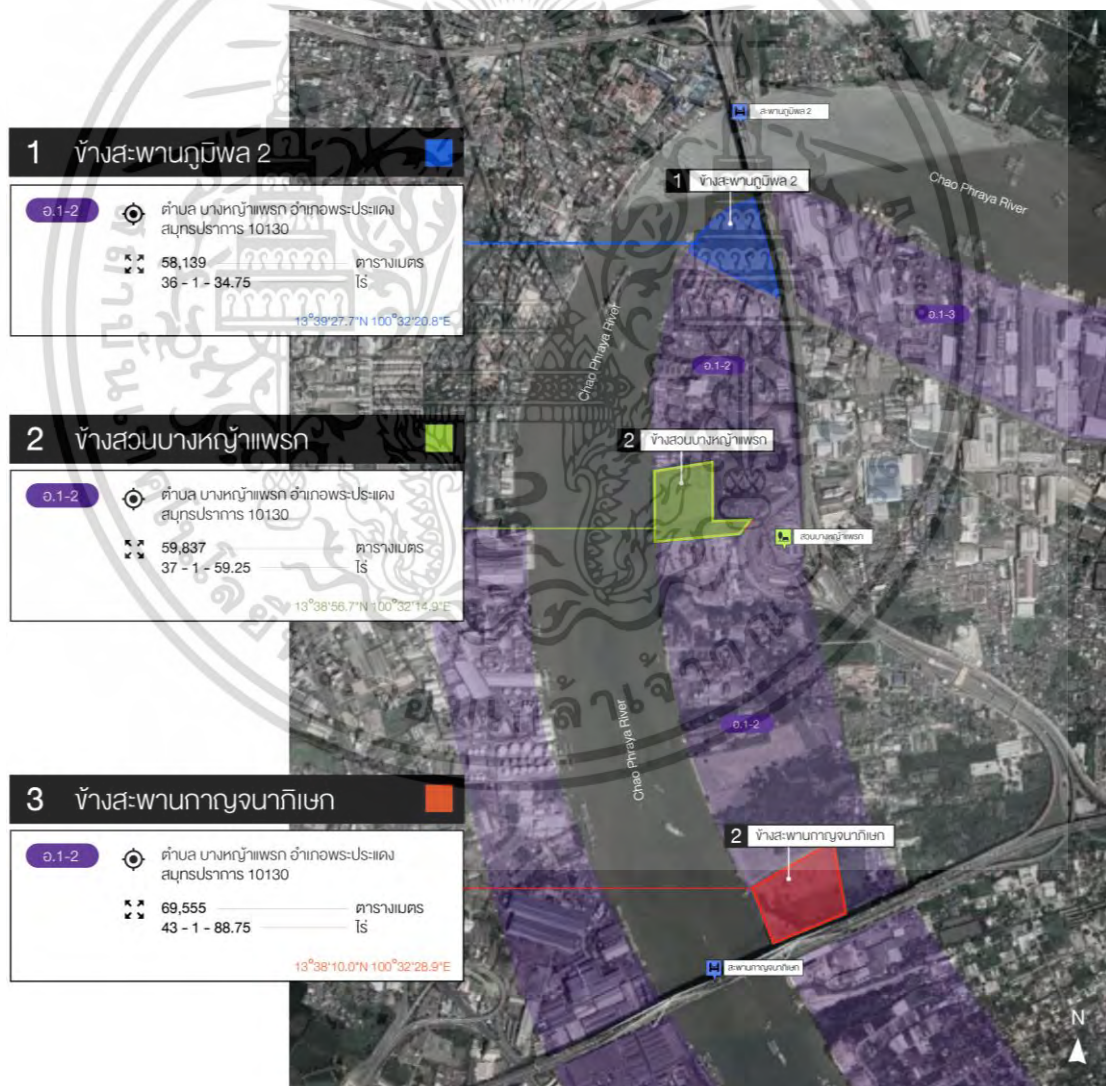 1 ข้างสะพานภูมิพล 2
อ.1-2
ตำบล บางหญ้าแพรก อำเภอพระประแดง
สมุทรปราการ 10130
58,139 ตารางเมตร
36 - 1 - 34.75 ไร่
13°39'27.7"N 100°32'20.8"E
2 ข้างสวนบางหญ้าแพรก
อ.1-2
ตำบล บางหญ้าแพรก อำเภอพระประแดง
สมุทรปราการ 10130
59,837 ตารางเมตร
37 - 1 - 59.25 ไร่
13°38'56.7"N 100°32'14.9"E
3 ข้างสะพานกาญจนาภิเษก
อ.1-2
ตำบล บางหญ้าแพรก อำเภอพระประแดง
สมุทรปราการ 10130
69,555 ตารางเมตร
43 - 1 - 88.75 ไร่
13°38'10.0"N 100°32'28.9"E
สะพานภูมิพล 2
1 ข้างสะพานภูมิพล 2
Chao Phraya River
อ.1-3
Chao Phraya River
อ.1-2
2 ข้างสวนบางหญ้าแพรก
สวนบางหญ้าแพรก
อ.1-2
Chao Phraya River
2 ข้างสะพานกาญจนาภิเษก
สะพานกาญจนาภิเษก
N